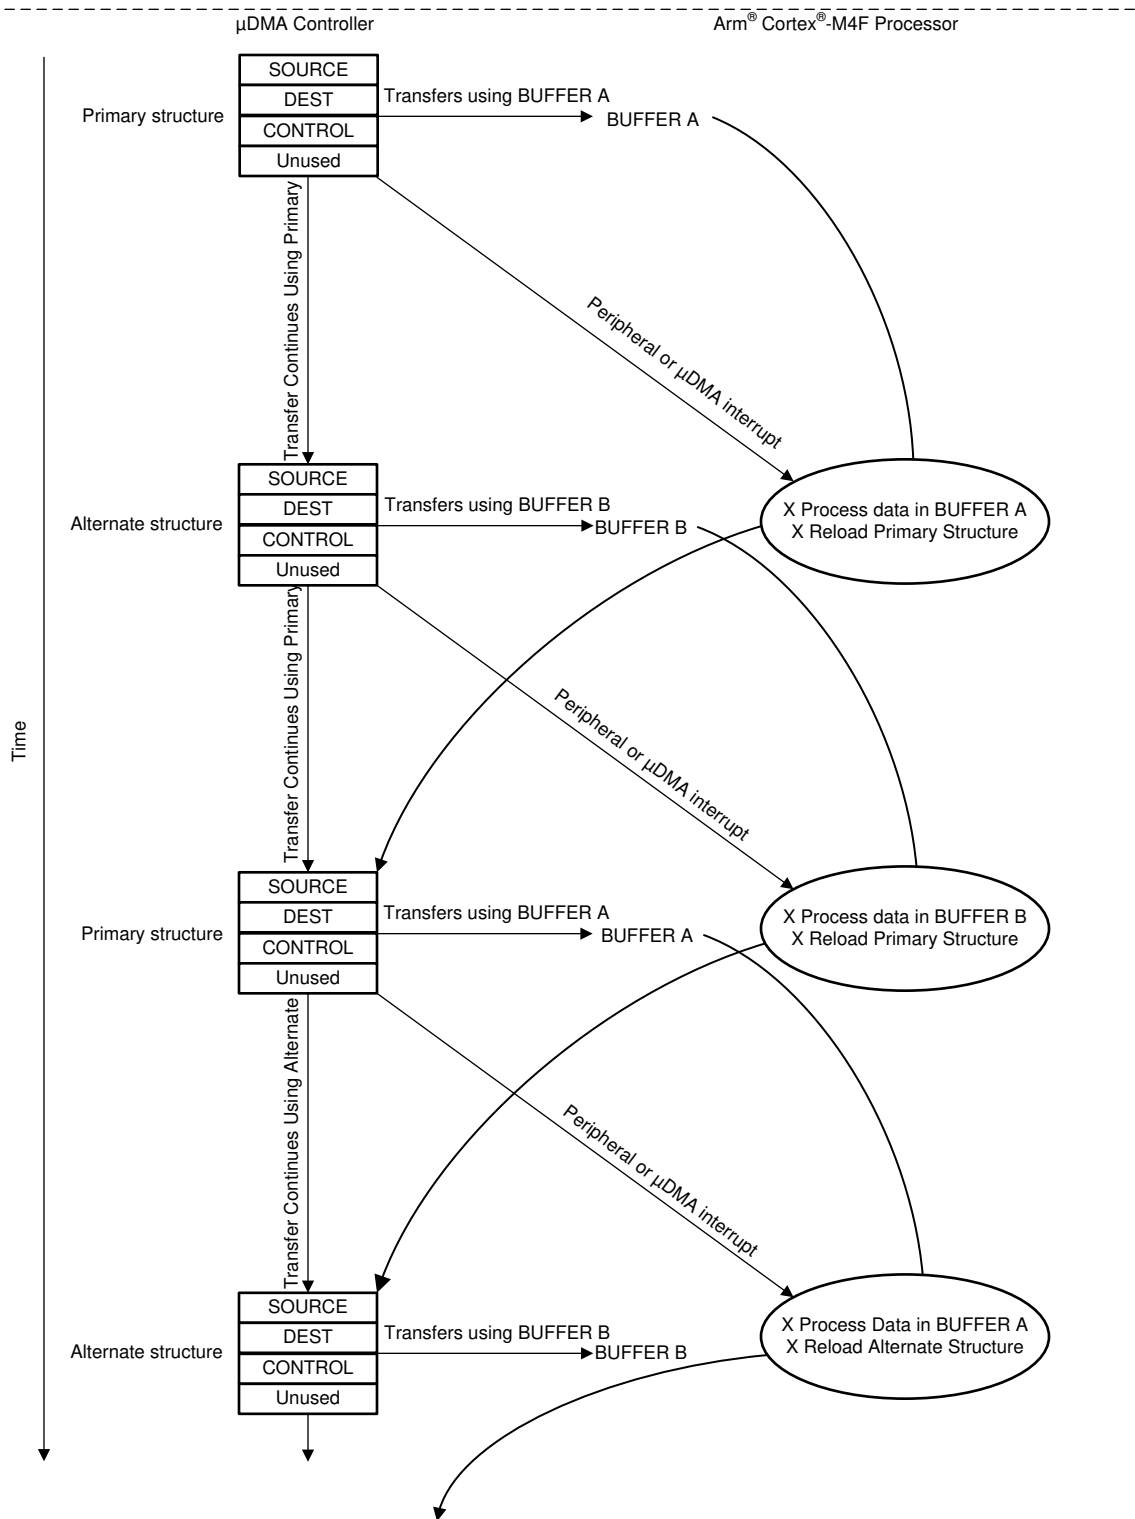 µDMA Controller
Arm® Cortex®-M4F Processor
Time
Primary structure
SOURCE
DEST
CONTROL
Unused
Transfers using BUFFER A
BUFFER A
Transfer Continues Using Primary
Peripheral or µDMA interrupt
X Process data in BUFFER A
X Reload Primary Structure
Alternate structure
SOURCE
DEST
CONTROL
Unused
Transfers using BUFFER B
BUFFER B
Transfer Continues Using Primary
Peripheral or µDMA interrupt
X Process data in BUFFER B
X Reload Primary Structure
Primary structure
SOURCE
DEST
CONTROL
Unused
Transfers using BUFFER A
BUFFER A
Transfer Continues Using Alternate
Peripheral or µDMA interrupt
X Process Data in BUFFER A
X Reload Alternate Structure
Alternate structure
SOURCE
DEST
CONTROL
Unused
Transfers using BUFFER B
BUFFER B